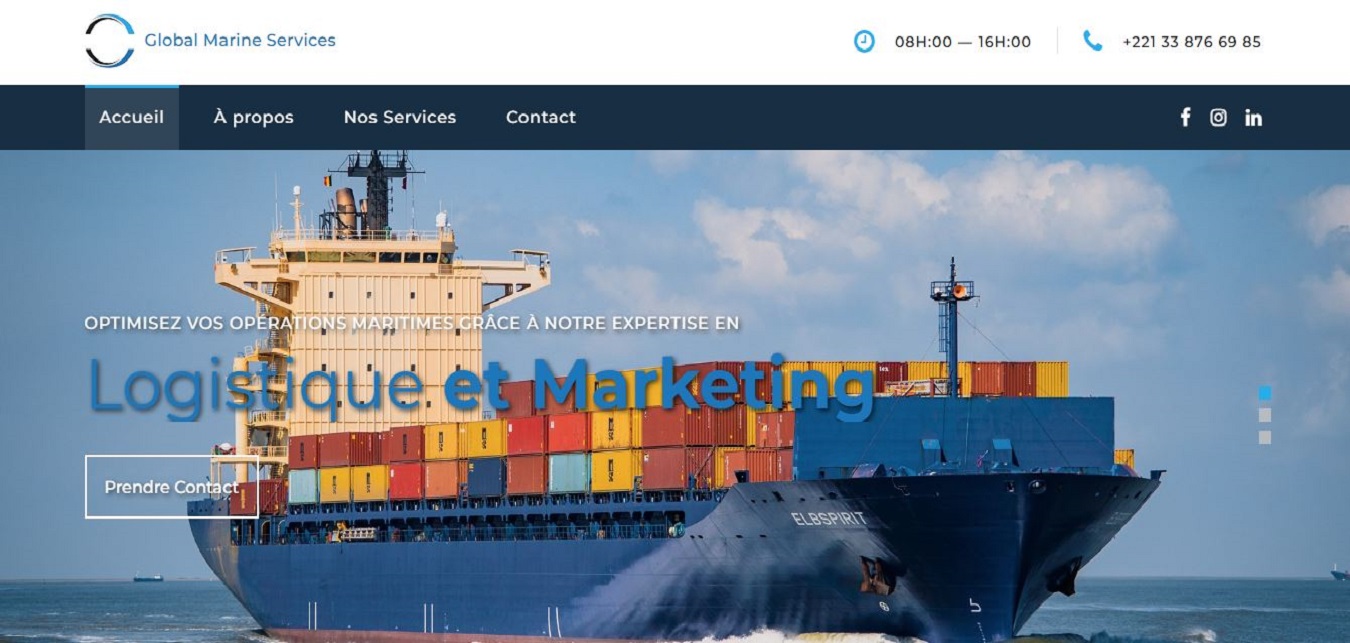 Global Marine Services
08H:00 — 16H:00
+221 33 876 69 85
Accueil
À propos
Nos Services
Contact
OPTIMISEZ VOS OPÉRATIONS MARITIMES GRÂCE À NOTRE EXPERTISE EN
Logistique et Marketing
Prendre Contact
ELBSPIRIT